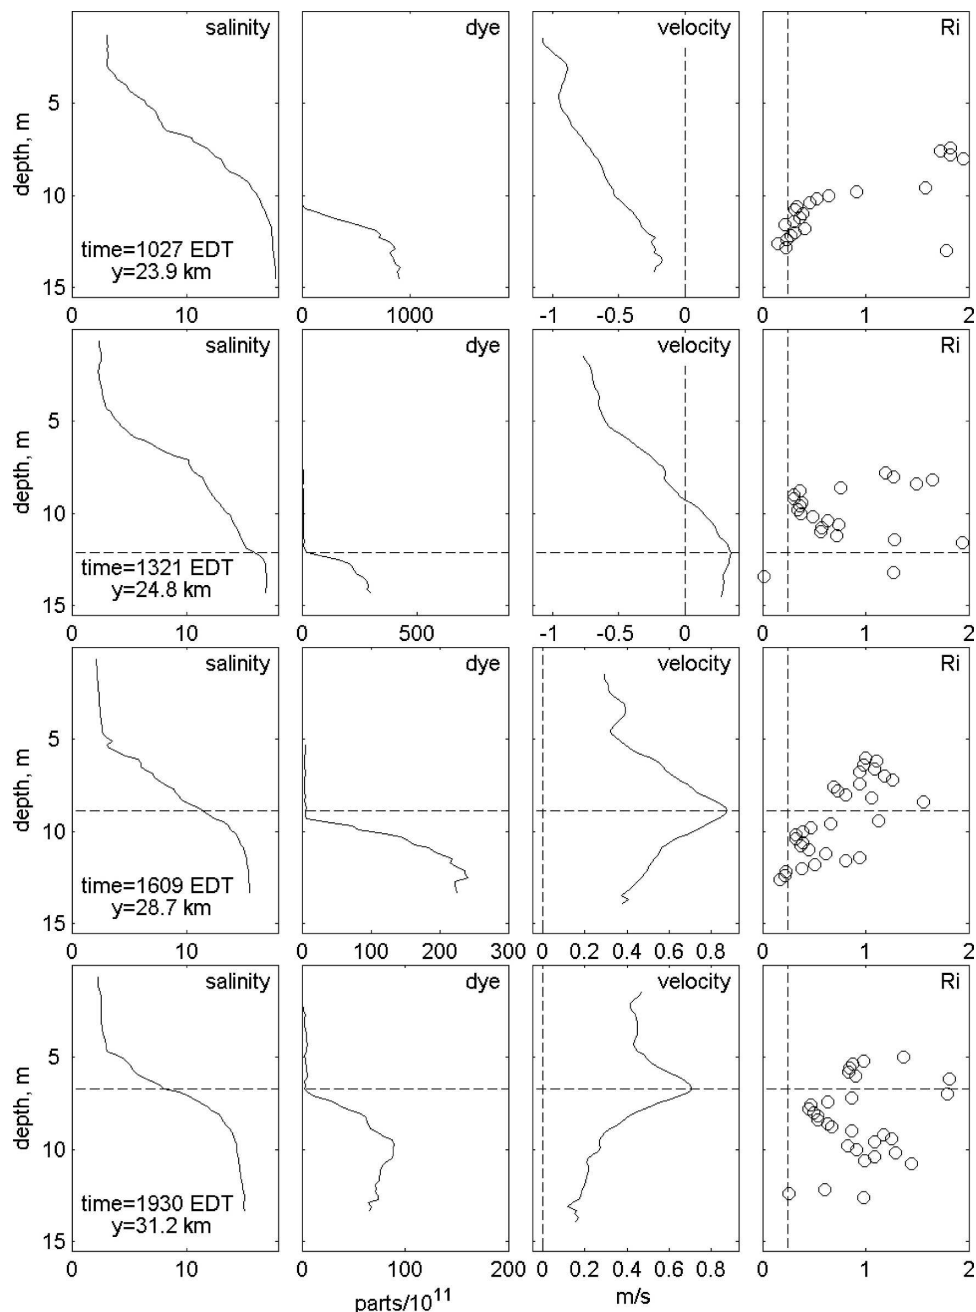 salinity dye velocity Ri
depth, m
5
10
15
time=1027 EDT
y=23.9 km
0 10 0 1000 -1 -0.5 0 0 1 2
salinity dye velocity Ri
depth, m
5
10
15
time=1321 EDT
y=24.8 km
0 10 0 500 -1 -0.5 0 0 1 2
salinity dye velocity Ri
depth, m
5
10
15
time=1609 EDT
y=28.7 km
0 10 0 100 200 300 0 0.2 0.4 0.6 0.8 0 1 2
salinity dye velocity Ri
depth, m
5
10
15
time=1930 EDT
y=31.2 km
0 10 0 100 200 0 0.2 0.4 0.6 0.8 0 1 2
parts/10¹¹ m/s